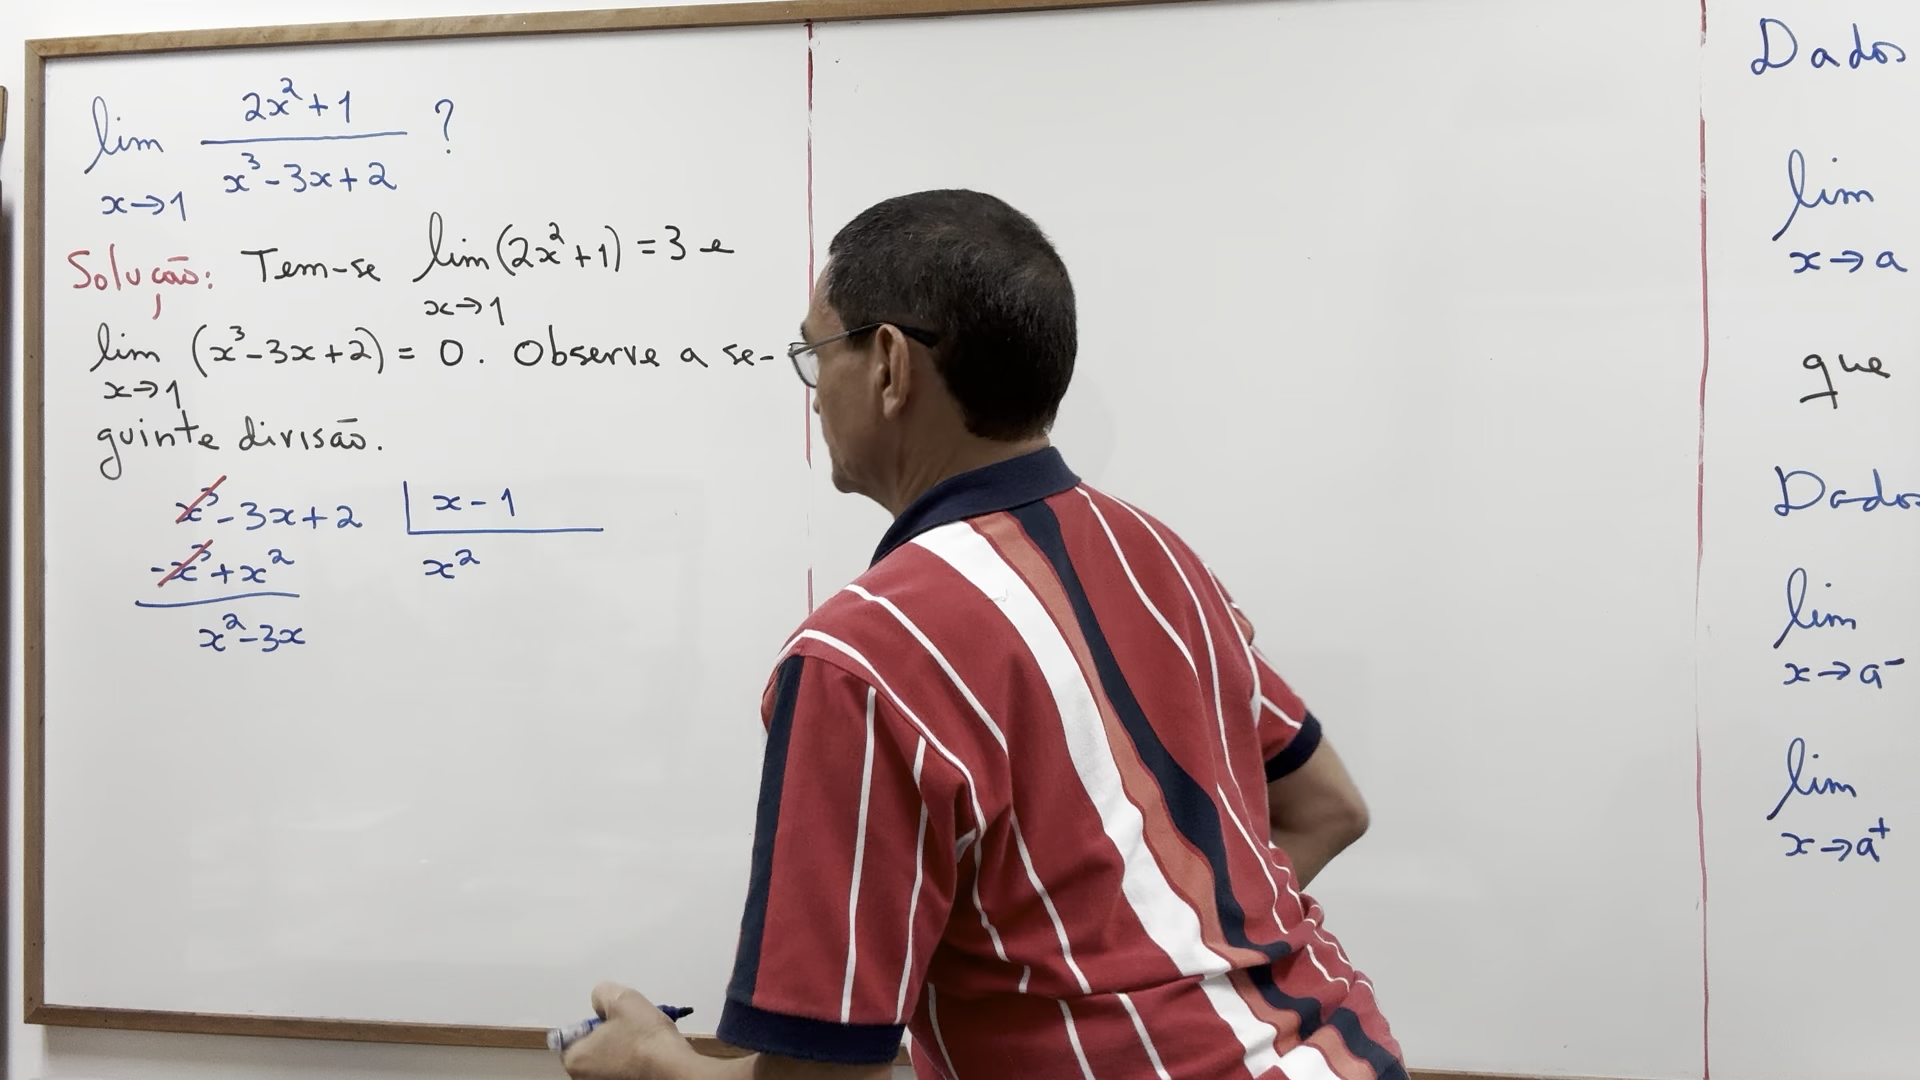 lim 2x²+1 / x³-3x+2 ?
x→1
Solução: Tem-se lim (2x²+1) = 3 e
x→1
lim (x³-3x+2) = 0. Observe a se-
x→1
guinte divisão.
x³-3x+2 | x-1
-x³+x² x²
x²-3x
Dados
lim
x→a
que
Dados
lim
x→a⁻
lim
x→a⁺